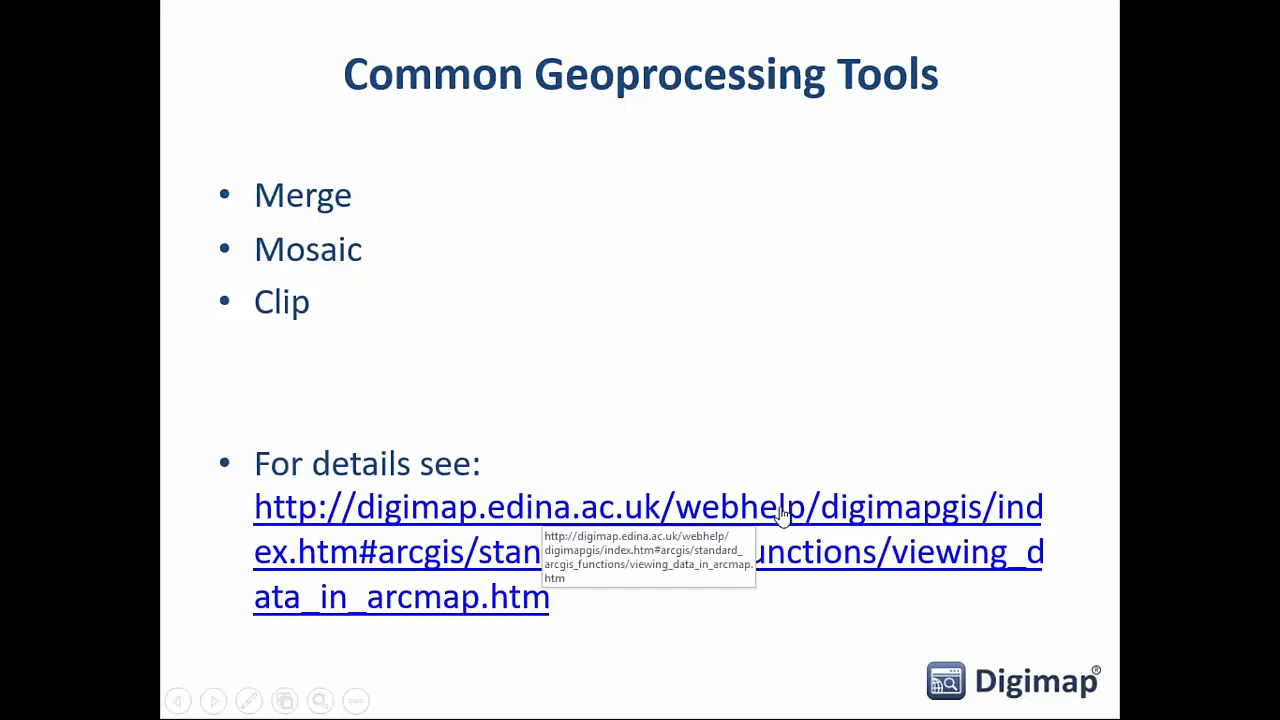 Common Geoprocessing Tools
• Merge
• Mosaic
• Clip
• For details see:
http://digimap.edina.ac.uk/webhelp/digimapgis/ind
ex.htm#arcgis/stan unctions/viewing_d
ata_in_arcmap.htm
http://digimap.edina.ac.uk/webhelp/
digimapgis/index.htm#arcgis/standard_
arcgis_functions/viewing_data_in_arcmap.
htm
Digimap®